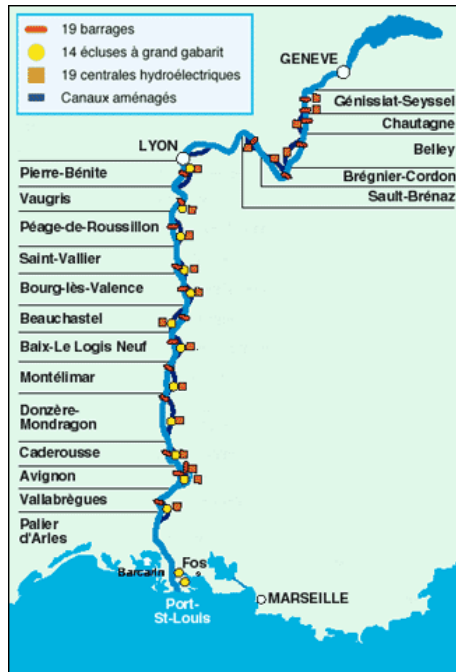 19 barrages
14 écluses à grand gabarit
19 centrales hydroélectriques
Canaux aménagés
GENEVE
Génissiat-Seyssel
Chautagne
Belley
Brégnier-Cordon
Sault-Brénaz
LYON
Pierre-Bénite
Vaugris
Péage-de-Roussillon
Saint-Vallier
Bourg-lès-Valence
Beauchastel
Baix-Le Logis Neuf
Montélimar
Donzère-
Mondragon
Caderousse
Avignon
Vallabrègues
Palier
d'Arles
Barcarin
Fos
Port-
St-Louis
MARSEILLE